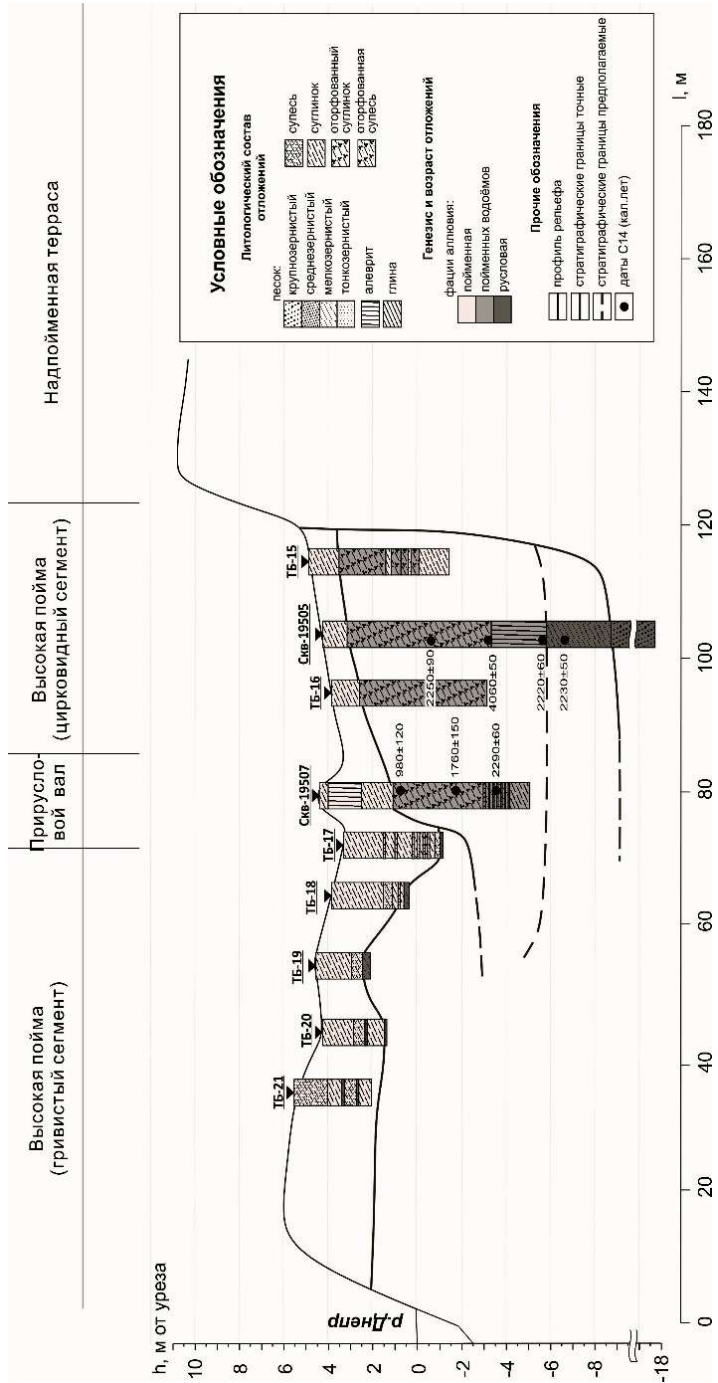 Высокая пойма
(гривистый сегмент)
Прирусло-
вой вал
Высокая пойма
(цирковидный сегмент)
Надпойменная терраса
h, м от уреза
10
8
6
4
2
0
-2
-4
-6
-8
-18
р.Днепр
ТБ-21
ТБ-20
ТБ-19
ТБ-18
ТБ-17
Скв-19507
ТБ-16
Скв-19505
ТБ-15
980±120
1760±150
2290±60
2250±90
4060±50
2220±60
2230±50
0
20
40
60
80
100
120
140
160
180
l, м
Условные обозначения
Литологический состав
отложений
песок:
крупнозернистый
среднезернистый
мелкозернистый
тонкозернистый
алеврит
глина
супесь
суглинок
оторфованный
суглинок
оторфованная
супесь
Генезис и возраст отложений
фации аллювия:
пойменная
пойменных водоёмов
русловая
Прочие обозначения
профиль рельефа
стратиграфические границы точные
стратиграфические границы предполагаемые
даты С14 (кал.лет)